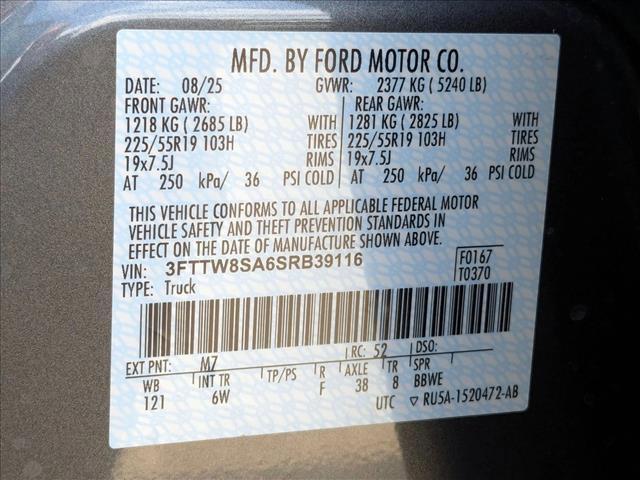 MFD. BY FORD MOTOR CO.
DATE: 08/25 GVWR: 2377 KG ( 5240 LB)
FRONT GAWR: REAR GAWR:
1218 KG ( 2685 LB) WITH 1281 KG ( 2825 LB) WITH
225/55R19 103H TIRES 225/55R19 103H TIRES
19x7.5J RIMS 19x7.5J RIMS
AT 250 kPa/ 36 PSI COLD AT 250 kPa/ 36 PSI COLD
THIS VEHICLE CONFORMS TO ALL APPLICABLE FEDERAL MOTOR
VEHICLE SAFETY AND THEFT PREVENTION STANDARDS IN
EFFECT ON THE DATE OF MANUFACTURE SHOWN ABOVE.
VIN: 3FTTW8SA6SRB39116 F0167
TYPE: Truck T0370
EXT PNT: M7 RC: 52 DSO:
WB INT TR TP/PS R AXLE TR SPR
121 6W F 38 8 BBWE
UTC ▽ RU5A-1520472-AB